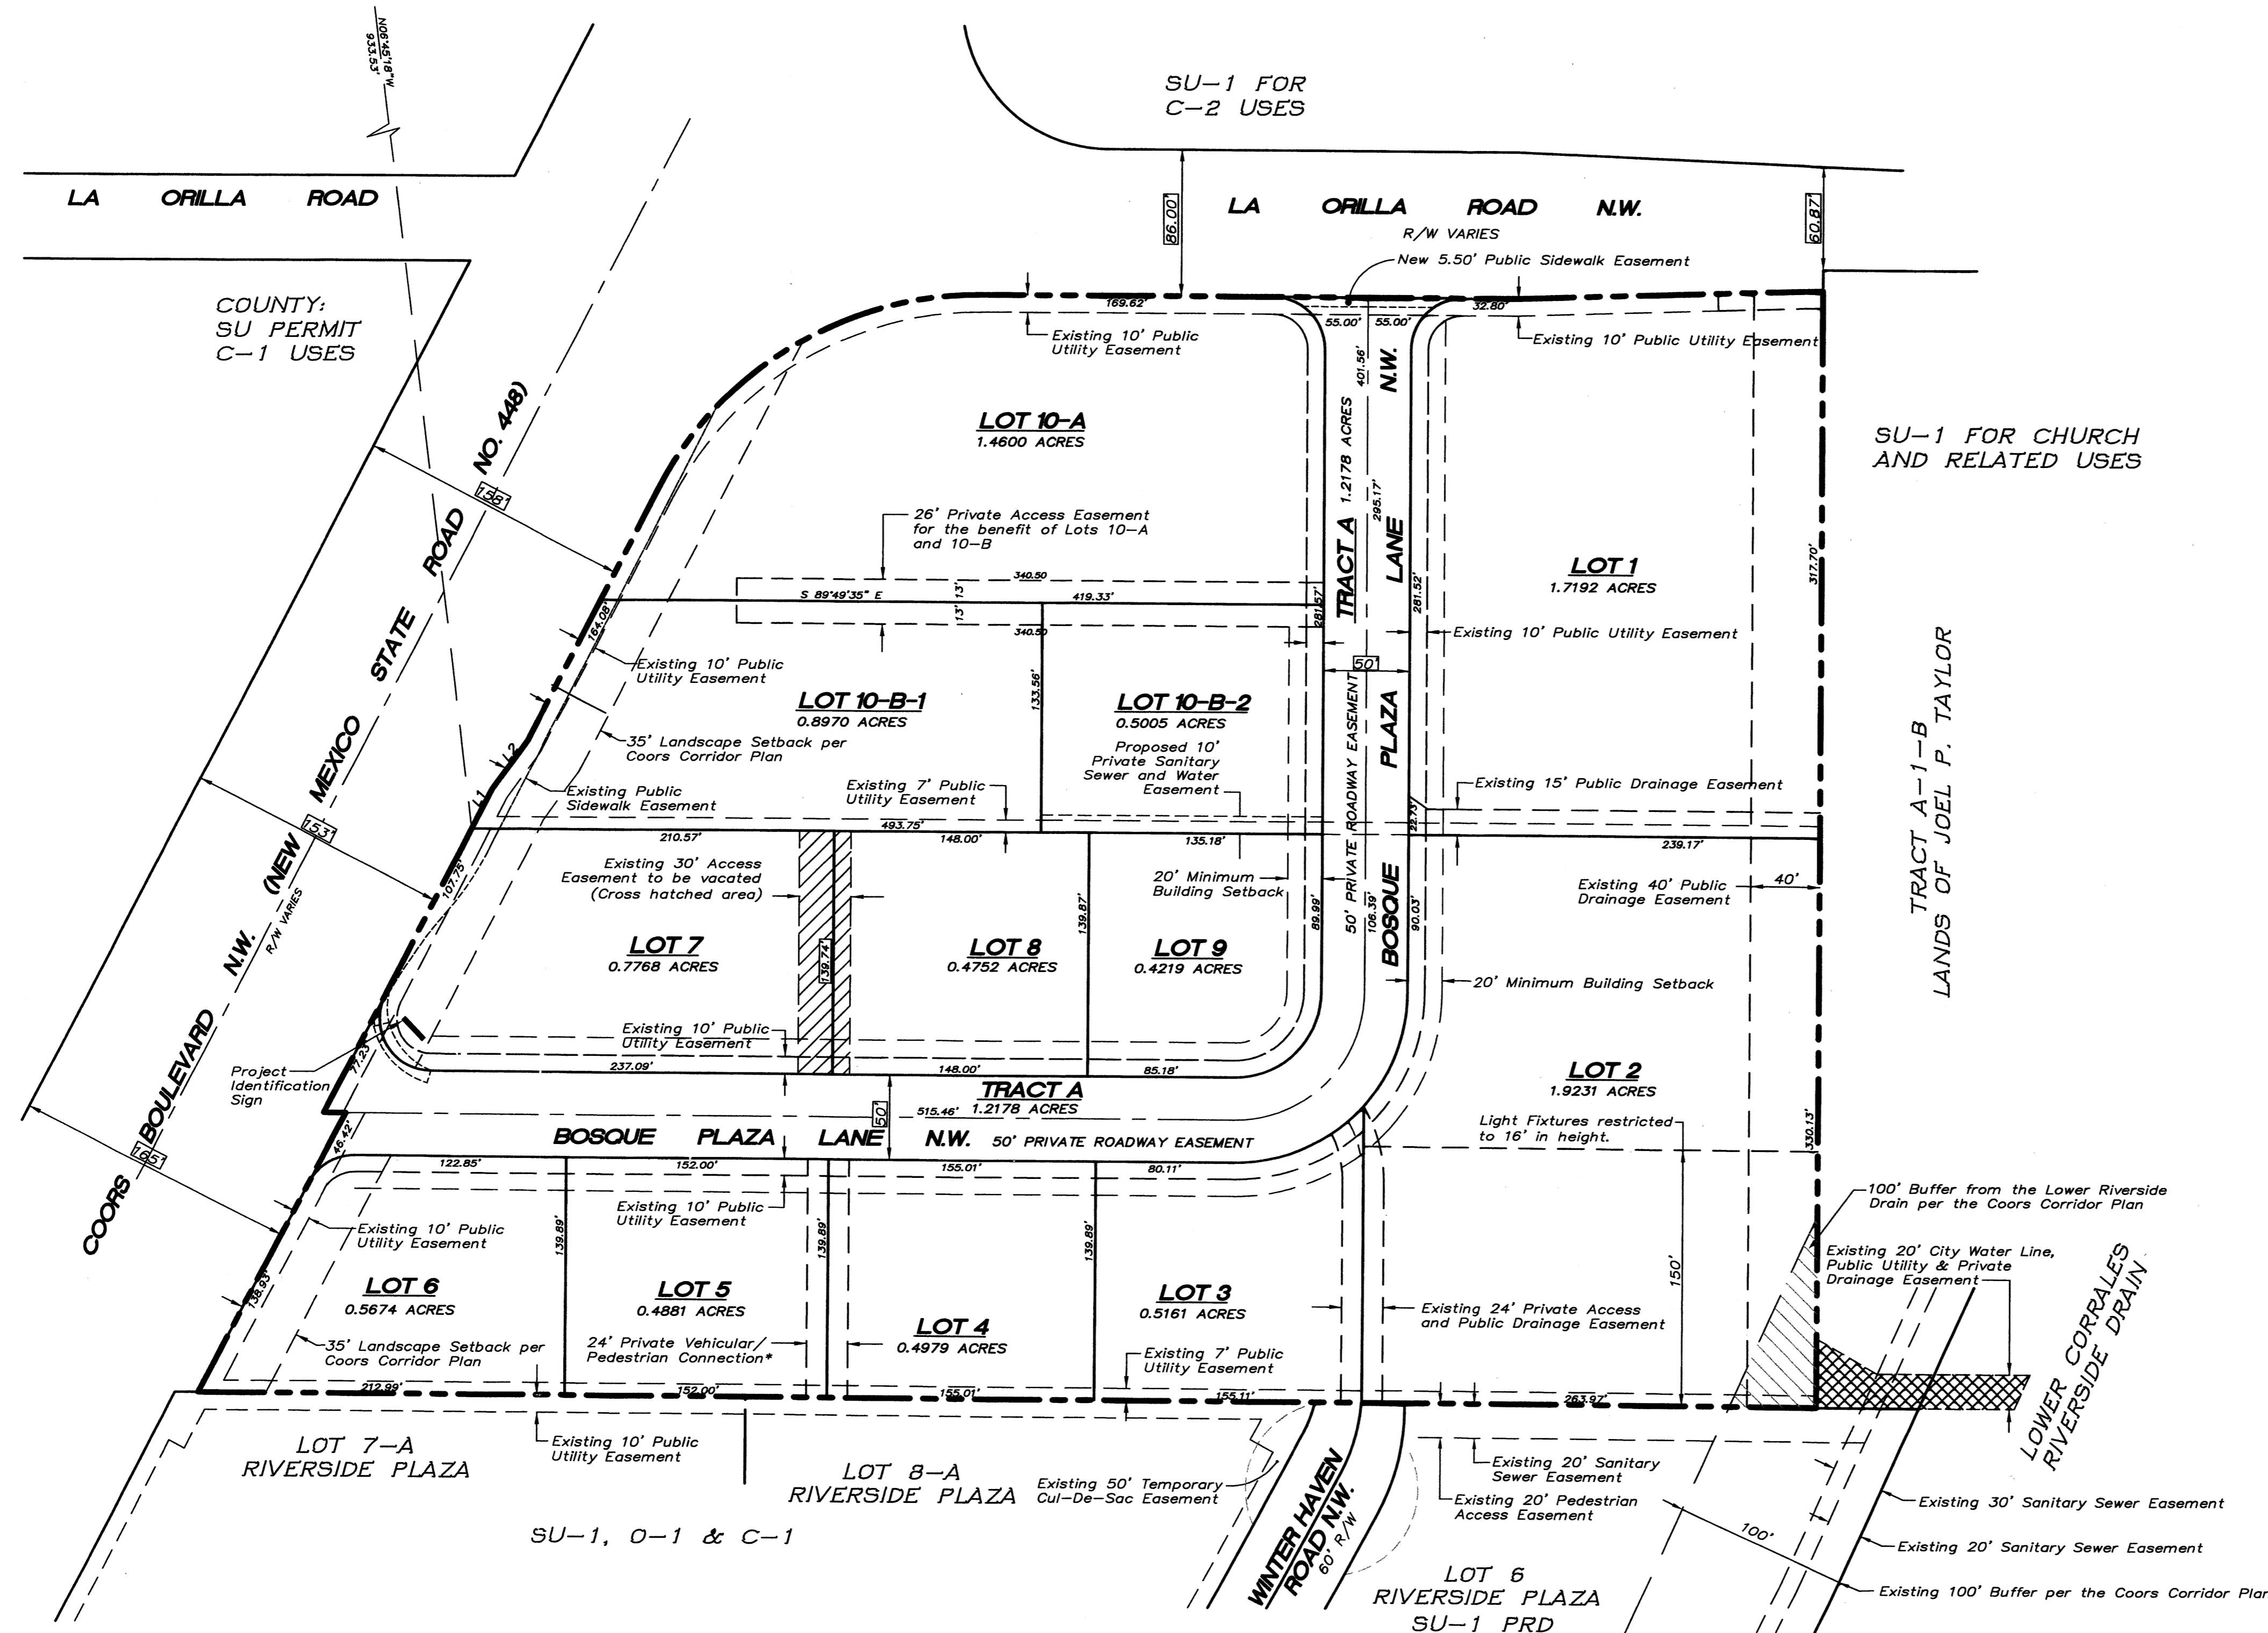 N06°45'18"W
933.53'
SU-1 FOR
C-2 USES
LA ORILLA ROAD
86.00'
LA ORILLA ROAD N.W.
R/W VARIES
60.87'
New 5.50' Public Sidewalk Easement
COUNTY:
SU PERMIT
C-1 USES
169.62'
32.80'
55.00'
55.00'
Existing 10' Public
Utility Easement
Existing 10' Public Utility Easement
401.56'
LOT 10-A
1.4600 ACRES
SU-1 FOR CHURCH
AND RELATED USES
158'
26' Private Access Easement
for the benefit of Lots 10-A
and 10-B
TRACT A 1.2178 ACRES
295.17'
BOSQUE PLAZA LANE N.W.
50' PRIVATE ROADWAY EASEMENT
LOT 1
1.7192 ACRES
317.70'
340.50
S 89°49'35" E
13' 13'
419.33'
340.50
281.57'
281.52'
164.08'
Existing 10' Public Utility Easement
Existing 10' Public
Utility Easement
50'
133.56'
LOT 10-B-1
0.8970 ACRES
LOT 10-B-2
0.5005 ACRES
TRACT A-1-B
LANDS OF JOEL P. TAYLOR
35' Landscape Setback per
Coors Corridor Plan
Proposed 10'
Private Sanitary
Sewer and Water
Easement
L2
L1
Existing Public
Sidewalk Easement
Existing 7' Public
Utility Easement
Existing 15' Public Drainage Easement
22.73'
153'
493.75'
210.57'
148.00'
135.18'
239.17'
Existing 30' Access
Easement to be vacated
(Cross hatched area)
20' Minimum
Building Setback
Existing 40' Public
Drainage Easement
40'
107.75'
139.87'
89.99'
106.39'
90.03'
COORS BOULEVARD N.W. (NEW MEXICO STATE ROAD NO. 448)
R/W VARIES
LOT 7
0.7768 ACRES
139.74'
LOT 8
0.4752 ACRES
LOT 9
0.4219 ACRES
20' Minimum Building Setback
Existing 10' Public
Utility Easement
77.23'
Project
Identification
Sign
237.09'
148.00'
85.18'
LOT 2
1.9231 ACRES
TRACT A
1.2178 ACRES
515.46'
50'
Light Fixtures restricted
to 16' in height.
330.13'
BOSQUE PLAZA LANE N.W. 50' PRIVATE ROADWAY EASEMENT
46.42'
165'
122.85'
152.00'
155.01'
80.11'
100' Buffer from the Lower Riverside
Drain per the Coors Corridor Plan
Existing 10' Public
Utility Easement
Existing 10' Public
Utility Easement
139.89'
139.89'
139.89'
150'
Existing 20' City Water Line,
Public Utility & Private
Drainage Easement
LOWER CORRALES
RIVERSIDE DRAIN
138.93'
LOT 6
0.5674 ACRES
LOT 5
0.4881 ACRES
LOT 4
0.4979 ACRES
LOT 3
0.5161 ACRES
Existing 24' Private Access
and Public Drainage Easement
35' Landscape Setback per
Coors Corridor Plan
24' Private Vehicular/
Pedestrian Connection*
Existing 7' Public
Utility Easement
212.99'
152.00'
155.01'
155.11'
263.97'
LOT 7-A
RIVERSIDE PLAZA
Existing 10' Public
Utility Easement
LOT 8-A
RIVERSIDE PLAZA
Existing 50' Temporary
Cul-De-Sac Easement
WINTER HAVEN
ROAD N.W.
60' R/W
Existing 20' Sanitary
Sewer Easement
Existing 20' Pedestrian
Access Easement
100'
Existing 30' Sanitary Sewer Easement
SU-1, O-1 & C-1
Existing 20' Sanitary Sewer Easement
LOT 6
RIVERSIDE PLAZA
SU-1 PRD
Existing 100' Buffer per the Coors Corridor Plan